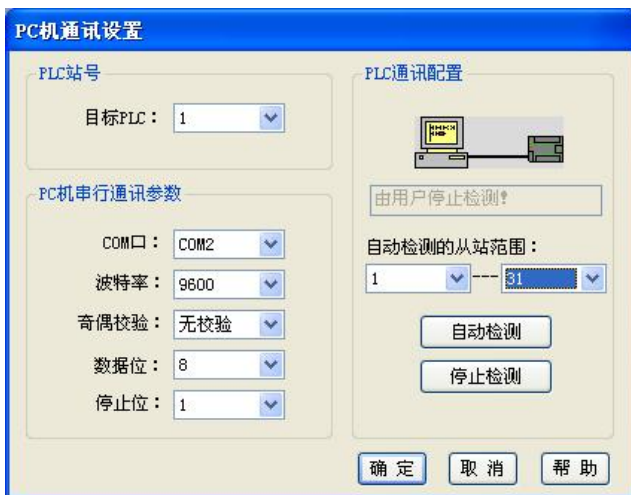 PC机通讯设置
PLC站号
目标PLC： 1
PC机串行通讯参数
COM口： COM2
波特率： 9600
奇偶校验： 无校验
数据位： 8
停止位： 1
PLC通讯配置
由用户停止检测!
自动检测的从站范围：
1 --- 31
自动检测
停止检测
确 定 取 消 帮 助